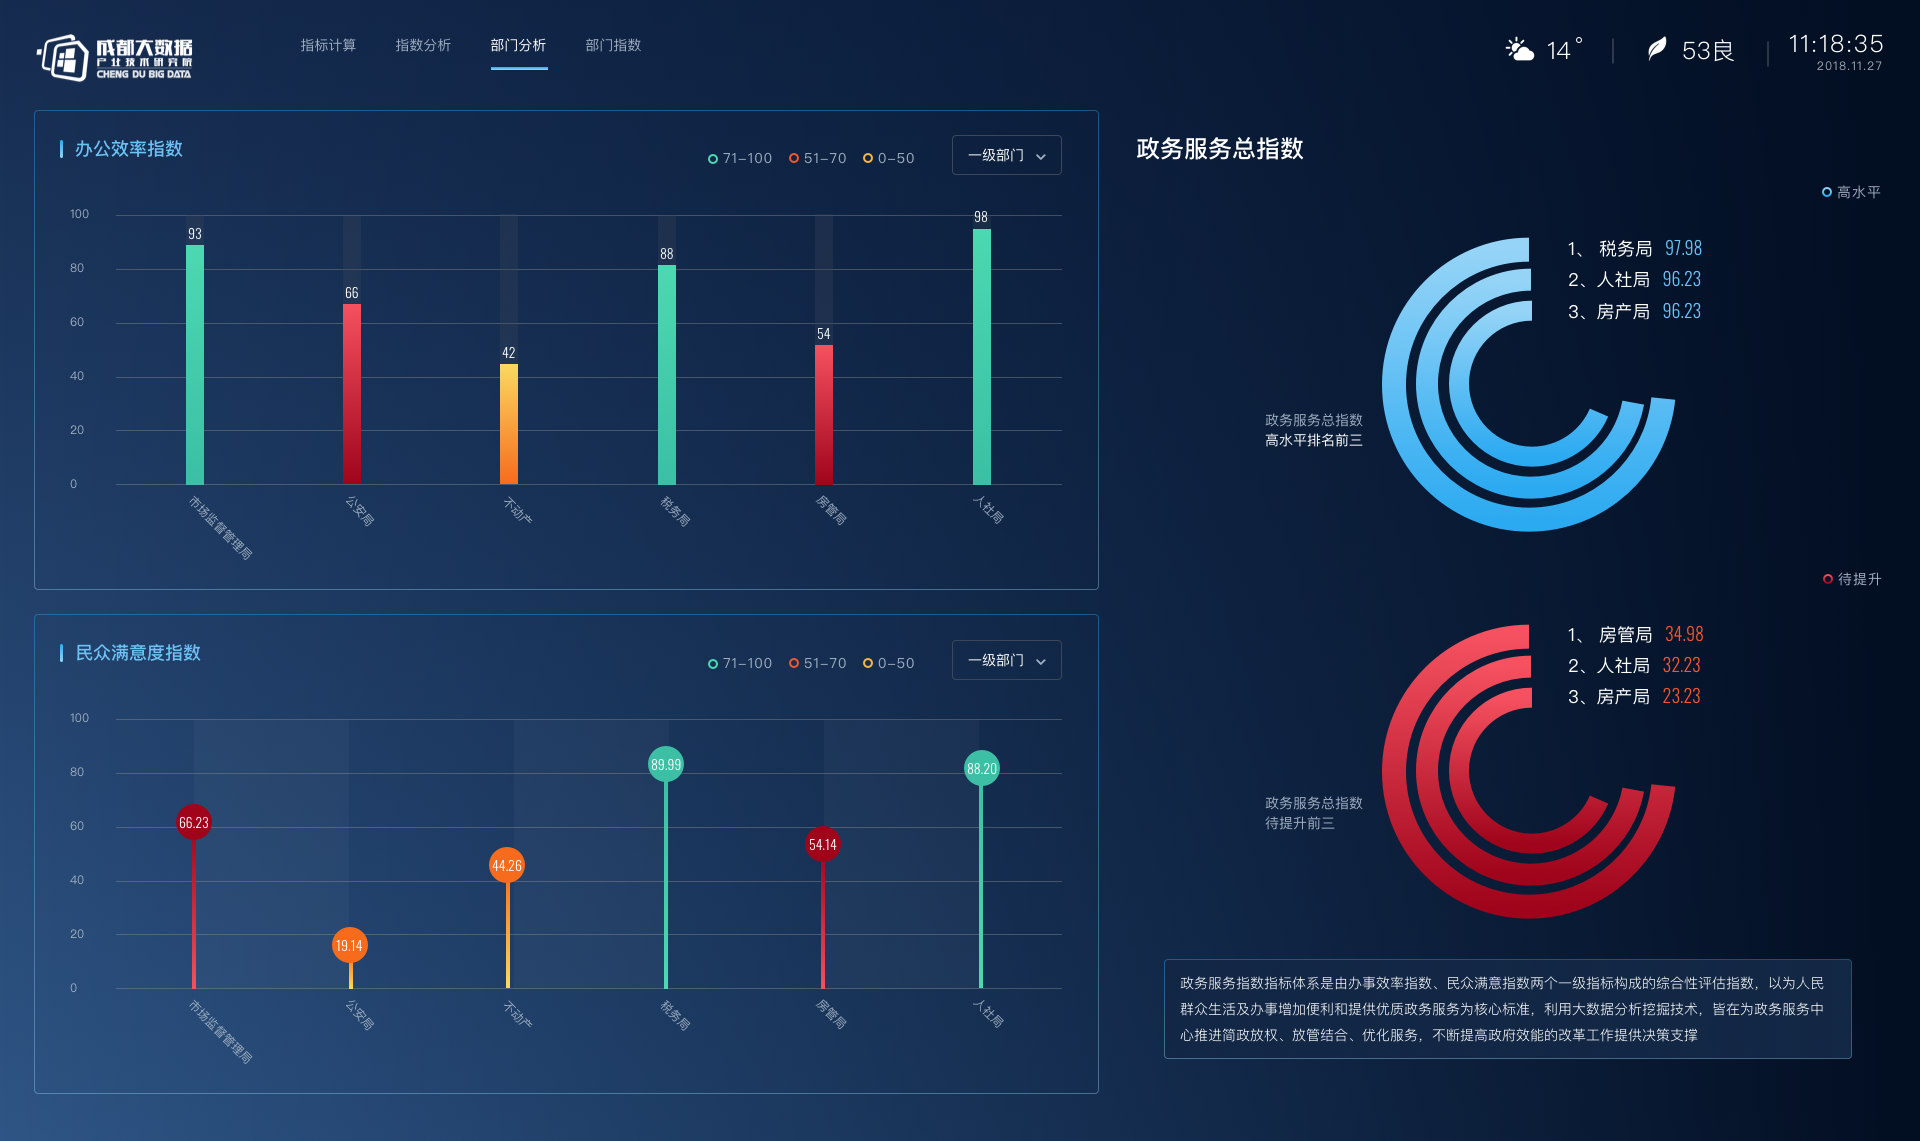 成都大数据
产业技术研究院
CHENG DU BIG DATA
指标计算 指数分析 部门分析 部门指数
14° 53良 11:18:35
2018.11.27
办公效率指数
71-100 51-70 0-50 一级部门
100
80
60
40
20
0
93 66 42 88 54 98
市场监督管理局 公安局 不动产 税务局 房管局 人社局
民众满意度指数
71-100 51-70 0-50 一级部门
100
80
60
40
20
0
66.23 19.14 44.26 89.99 54.14 88.20
市场监督管理局 公安局 不动产 税务局 房管局 人社局
政务服务总指数
高水平
1、 税务局 97.98
2、人社局 96.23
3、房产局 96.23
政务服务总指数
高水平排名前三
待提升
1、 房管局 34.98
2、人社局 32.23
3、房产局 23.23
政务服务总指数
待提升前三
政务服务指数指标体系是由办事效率指数、民众满意指数两个一级指标构成的综合性评估指数，以为人民
群众生活及办事增加便利和提供优质政务服务为核心标准，利用大数据分析挖掘技术，皆在为政务服务中
心推进简政放权、放管结合、优化服务，不断提高政府效能的改革工作提供决策支撑